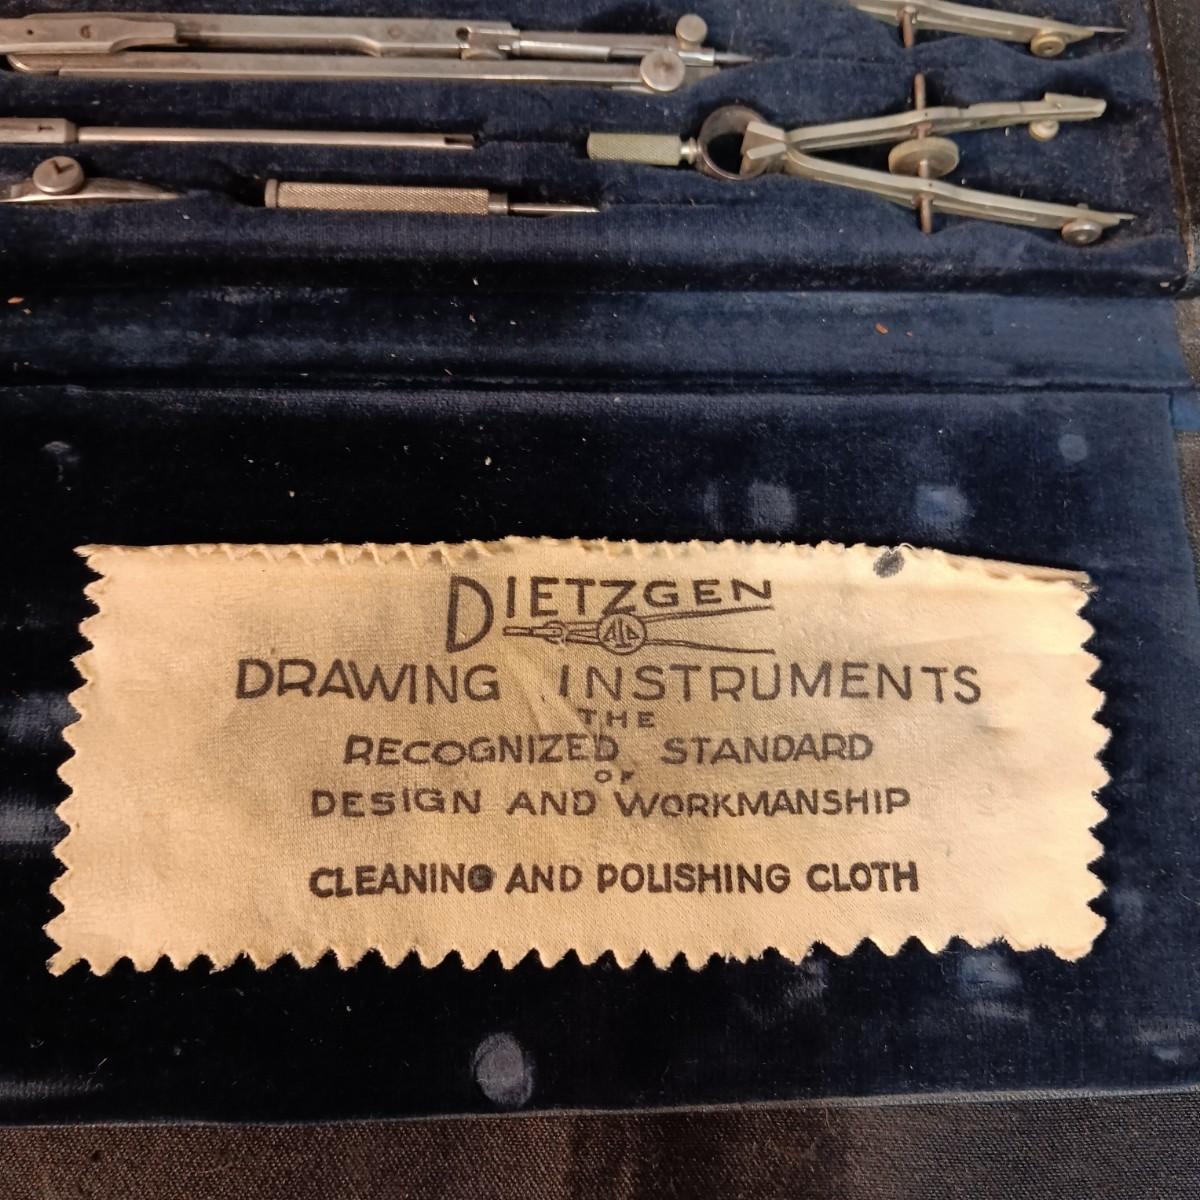 DIETZGEN
DRAWING INSTRUMENTS
THE
RECOGNIZED STANDARD
OF
DESIGN AND WORKMANSHIP
CLEANING AND POLISHING CLOTH